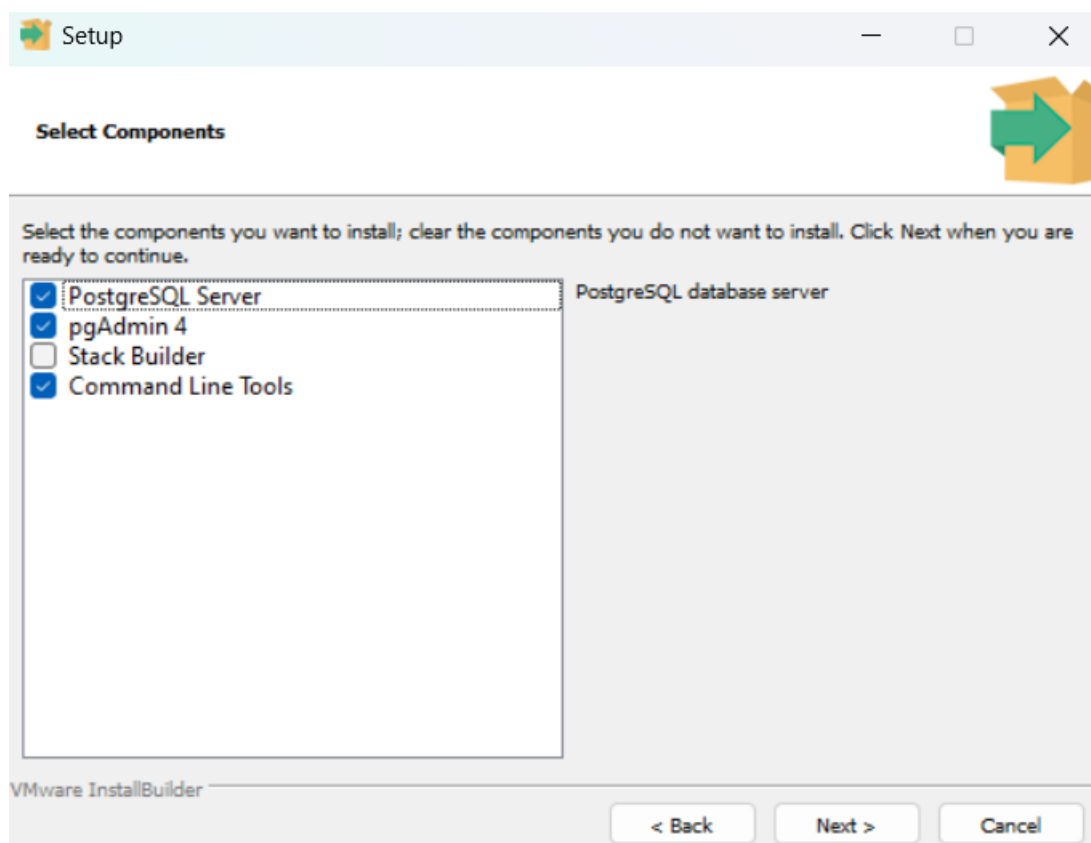 Setup
Select Components
Select the components you want to install; clear the components you do not want to install. Click Next when you are
ready to continue.
PostgreSQL Server
PostgreSQL database server
pgAdmin 4
Stack Builder
Command Line Tools
VMware InstallBuilder
< Back
Next >
Cancel